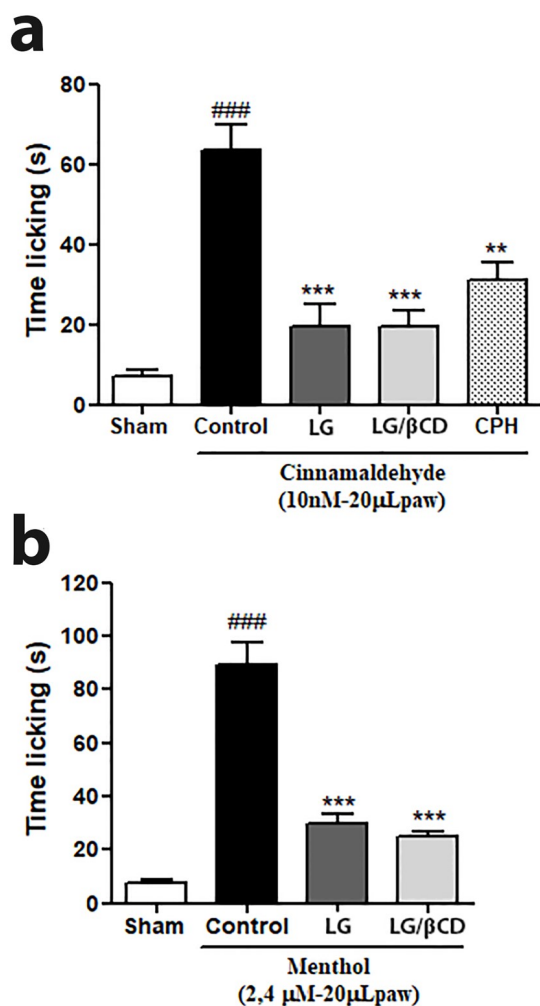 a
Time licking (s)
80
60
40
20
0
###
***
***
**
Sham Control LG LG/βCD CPH
Cinnamaldehyde
(10nM-20μLpaw)
b
Time licking (s)
120
100
80
60
40
20
0
###
***
***
Sham Control LG LG/βCD
Menthol
(2,4 μM-20μLpaw)